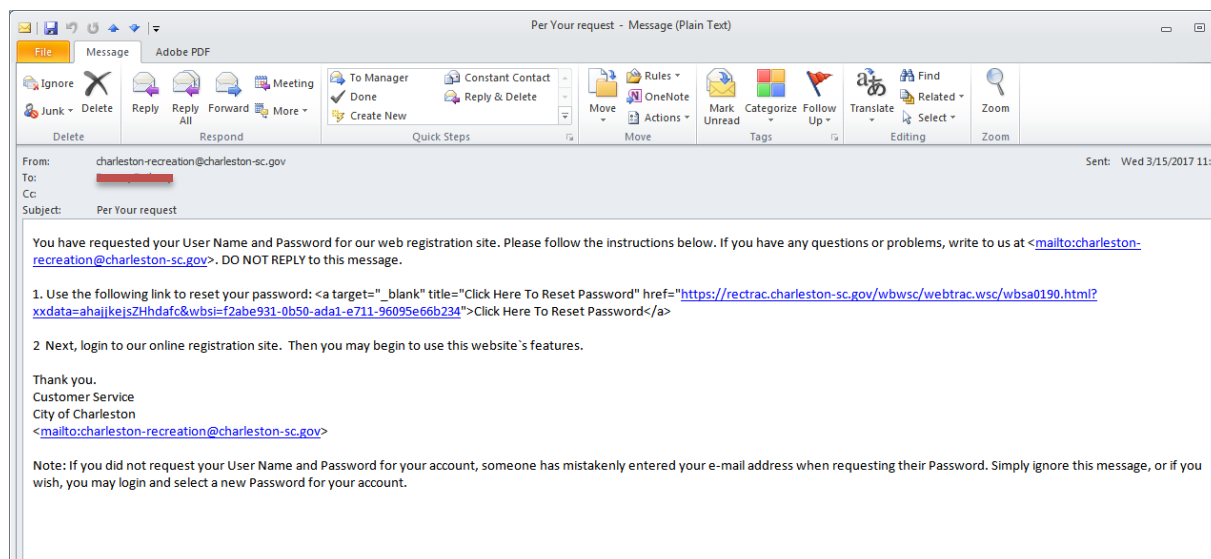 Per Your request - Message (Plain Text)
File Message Adobe PDF
Ignore
Junk
Delete
Reply
Reply All
Forward
Meeting
More
To Manager
Done
Create New
Constant Contact
Reply & Delete
Move
Rules
OneNote
Actions
Mark Unread
Categorize
Follow Up
Translate
Find
Related
Select
Zoom
Delete Respond Quick Steps Move Tags Editing Zoom
From: charleston-recreation@charleston-sc.gov Sent: Wed 3/15/2017 11:
To:
Cc:
Subject: Per Your request
You have requested your User Name and Password for our web registration site. Please follow the instructions below. If you have any questions or problems, write to us at <mailto:charleston-
recreation@charleston-sc.gov>. DO NOT REPLY to this message.
1. Use the following link to reset your password: <a target="_blank" title="Click Here To Reset Password" href="https://rectrac.charleston-sc.gov/wbwsc/webtrac.wsc/wbsa0190.html?
xxdata=ahajjkejsZHhdafc&wbsi=f2abe931-0b50-ada1-e711-96095e66b234">Click Here To Reset Password</a>
2 Next, login to our online registration site. Then you may begin to use this website`s features.
Thank you.
Customer Service
City of Charleston
<mailto:charleston-recreation@charleston-sc.gov>
Note: If you did not request your User Name and Password for your account, someone has mistakenly entered your e-mail address when requesting their Password. Simply ignore this message, or if you
wish, you may login and select a new Password for your account.